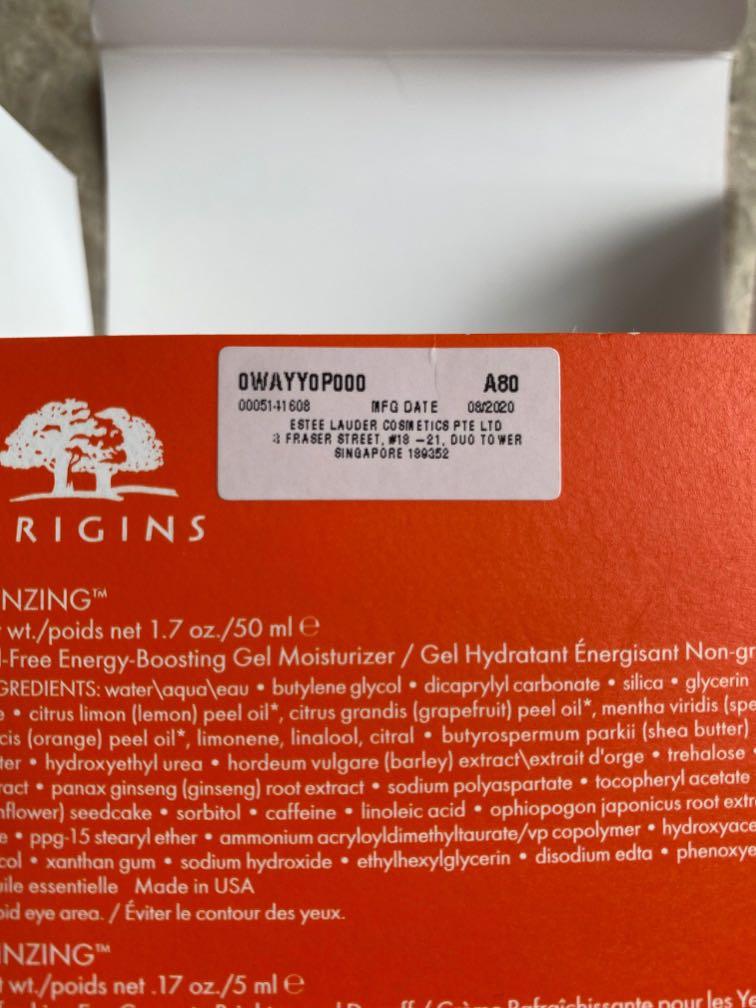 0WAYY0P000 A80
0005141608 MFG DATE 08/2020
ESTEE LAUDER COSMETICS PTE LTD
3 FRASER STREET, #18 -21, DUO TOWER
SINGAPORE 189352
RIGINS
NZING™
wt./poids net 1.7 oz./50 ml ℮
-Free Energy-Boosting Gel Moisturizer / Gel Hydratant Énergisant Non-gr
GREDIENTS: water\aqua\eau • butylene glycol • dicaprylyl carbonate • silica • glycerin
• citrus limon (lemon) peel oil*, citrus grandis (grapefruit) peel oil*, mentha viridis (spe
cis (orange) peel oil*, limonene, linalool, citral • butyrospermum parkii (shea butter)
ter • hydroxyethyl urea • hordeum vulgare (barley) extract\extrait d'orge • trehalose
ract • panax ginseng (ginseng) root extract • sodium polyaspartate • tocopheryl acetate
nflower) seedcake • sorbitol • caffeine • linoleic acid • ophiopogon japonicus root extr
e • ppg-15 stearyl ether • ammonium acryloyldimethyltaurate/vp copolymer • hydroxyace
col • xanthan gum • sodium hydroxide • ethylhexylglycerin • disodium edta • phenoxye
uile essentielle Made in USA
oid eye area. / Éviter le contour des yeux.
INZING™
wt./poids net .17 oz./5 ml ℮
pour les Ye